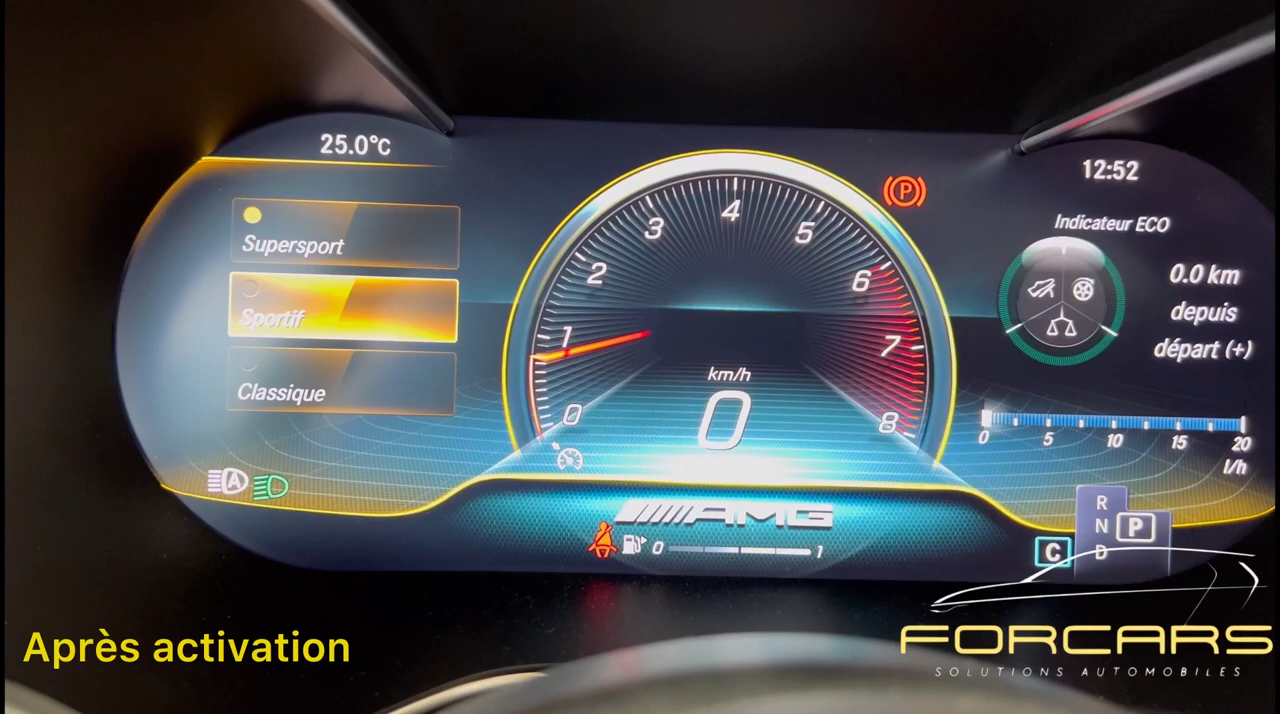 25.0°C
12:52
Supersport
Sportif
Classique
0
1
2
3
4
5
6
7
8
km/h
0
P
Indicateur ECO
0.0 km
depuis
départ (+)
0 5 10 15 20
l/h
A
AMG
0 1
R
N
D
P
C
Après activation
FORCARS
SOLUTIONS AUTOMOBILES